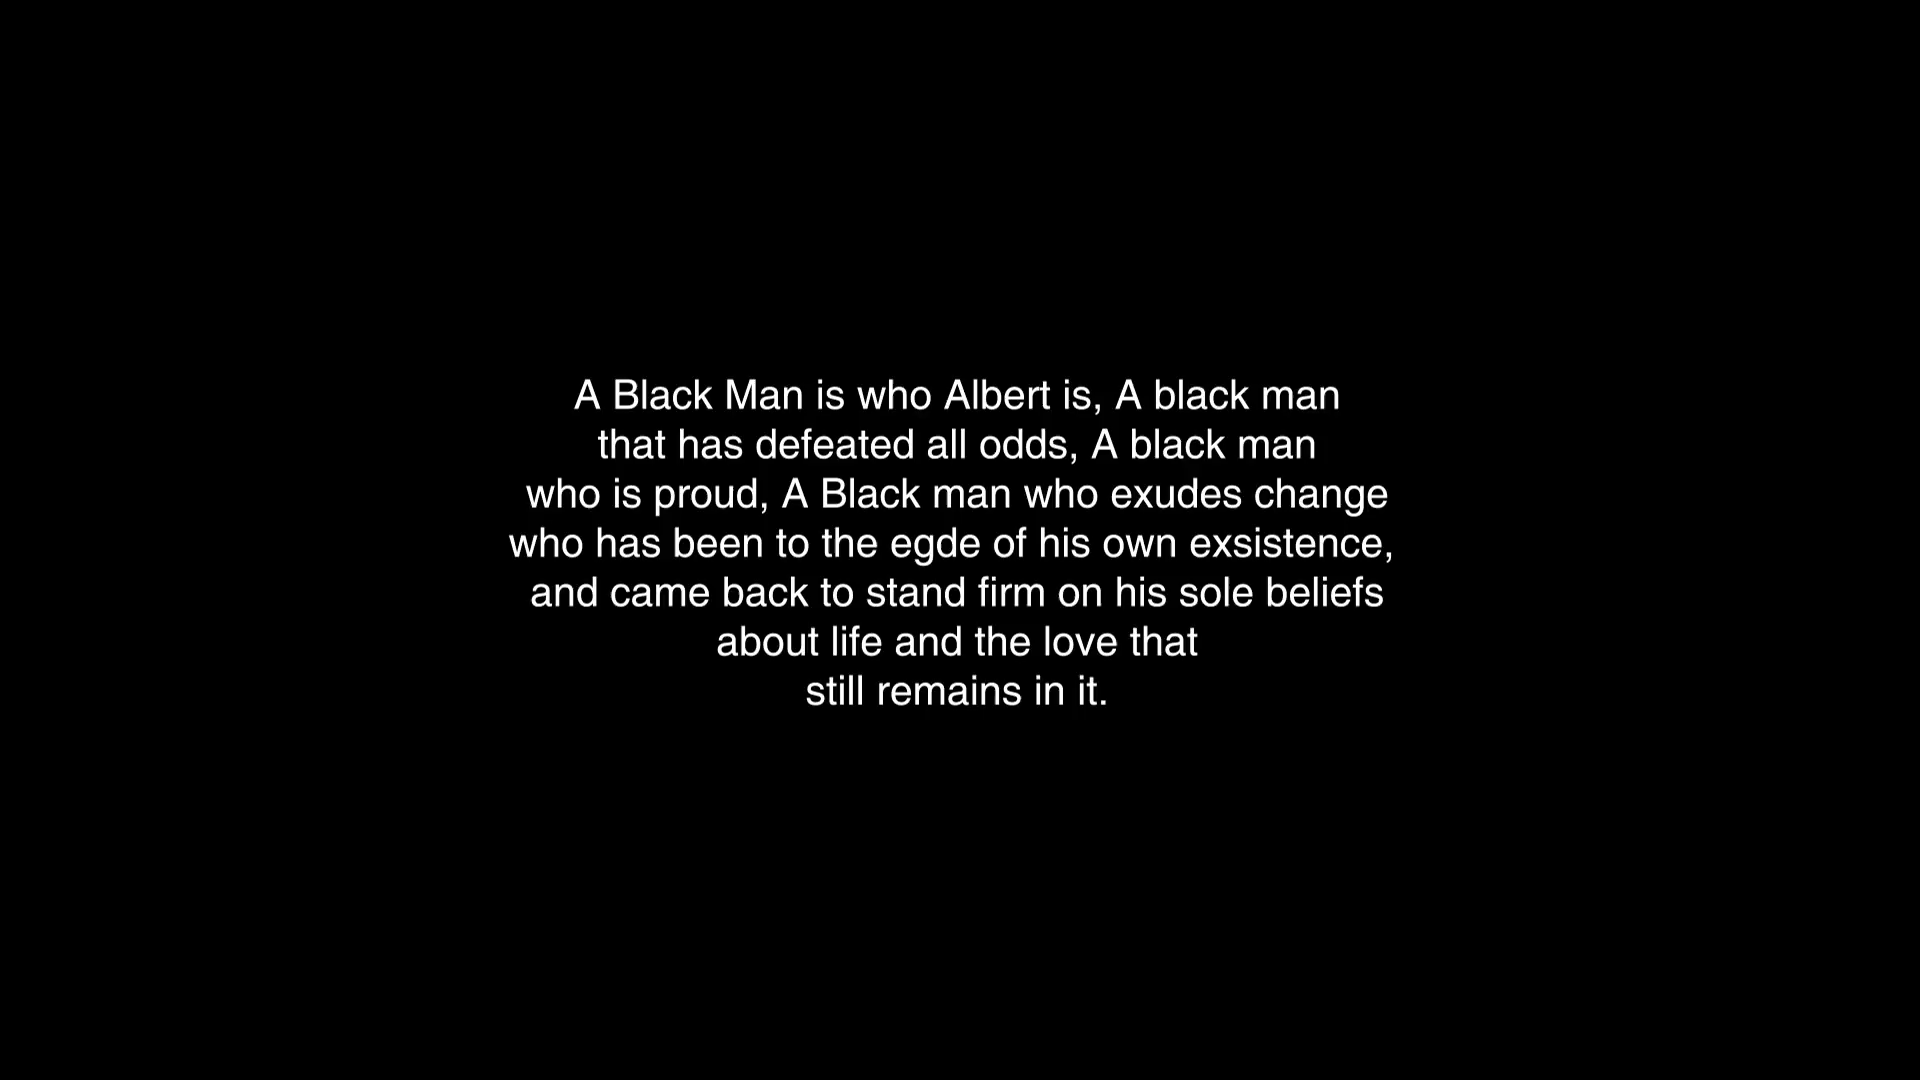 A Black Man is who Albert is, A black man
that has defeated all odds, A black man
who is proud, A Black man who exudes change
who has been to the egde of his own exsistence,
and came back to stand firm on his sole beliefs
about life and the love that
still remains in it.